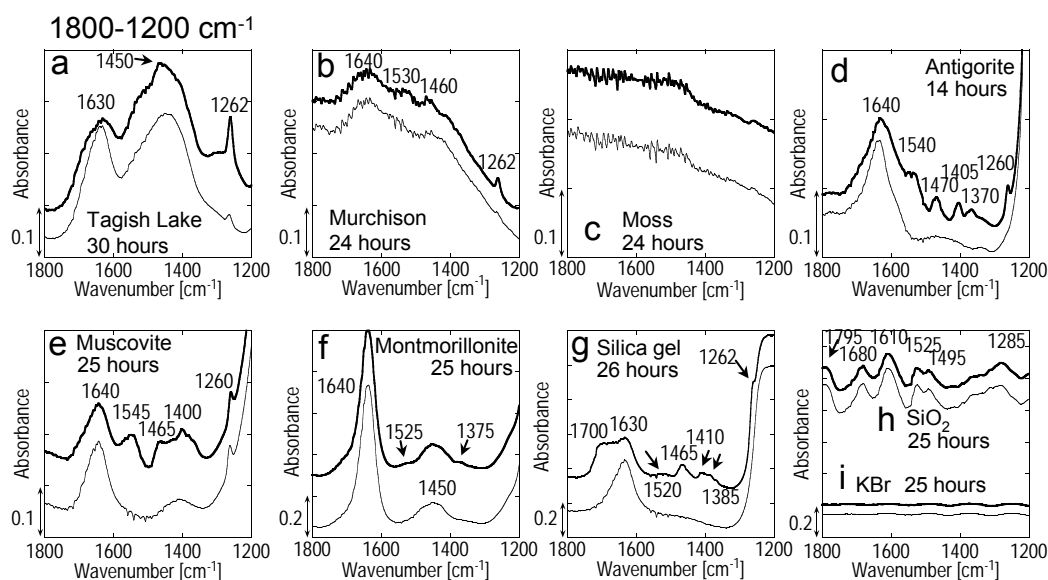 1800-1200 cm-1
a
1450
1630
1262
Tagish Lake
30 hours
Absorbance
0.1
1800 1600 1400 1200
Wavenumber [cm-1]
b
1640
1530
1460
1262
Murchison
24 hours
Absorbance
0.1
1800 1600 1400 1200
Wavenumber [cm-1]
c
Moss
24 hours
Absorbance
0.1
1800 1600 1400 1200
Wavenumber [cm-1]
d
Antigorite
14 hours
1640
1540
1470
1405
1370
1260
Absorbance
0.1
1800 1600 1400 1200
Wavenumber [cm-1]
e
Muscovite
25 hours
1640
1545
1465
1400
1260
Absorbance
0.1
1800 1600 1400 1200
Wavenumber [cm-1]
f
Montmorillonite
25 hours
1640
1525
1375
1450
Absorbance
0.2
1800 1600 1400 1200
Wavenumber [cm-1]
g
Silica gel
26 hours
1262
1700
1630
1465
1410
1520
1385
Absorbance
0.2
1800 1600 1400 1200
Wavenumber [cm-1]
1795
1680
1610
1525
1495
1285
h
SiO2
25 hours
i
KBr 25 hours
Absorbance
0.2
1800 1600 1400 1200
Wavenumber [cm-1]